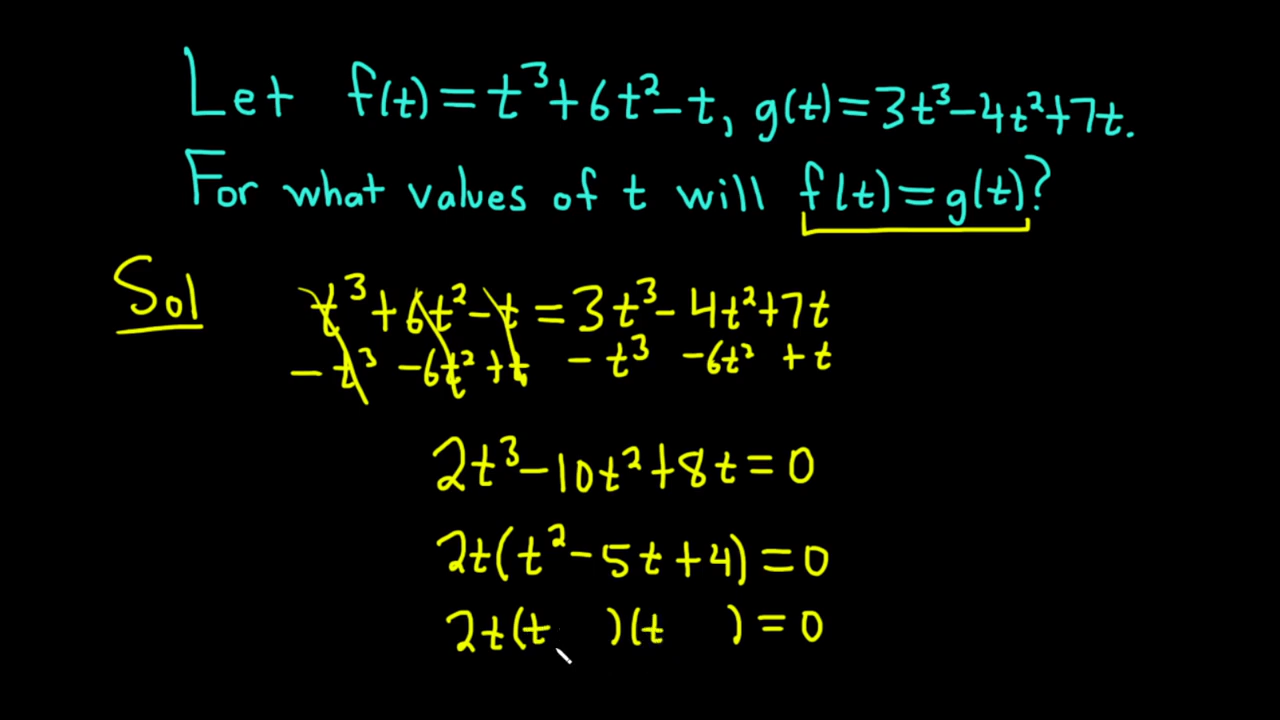 Let f(t)=t³+6t²-t, g(t)=3t³-4t²+7t.
For what values of t will f(t)=g(t)?
Sol t³+6t²-t=3t³-4t²+7t
-t³ -6t²+t -t³ -6t² +t
2t³-10t²+8t=0
2t(t²-5t+4)=0
2t(t )(t )=0